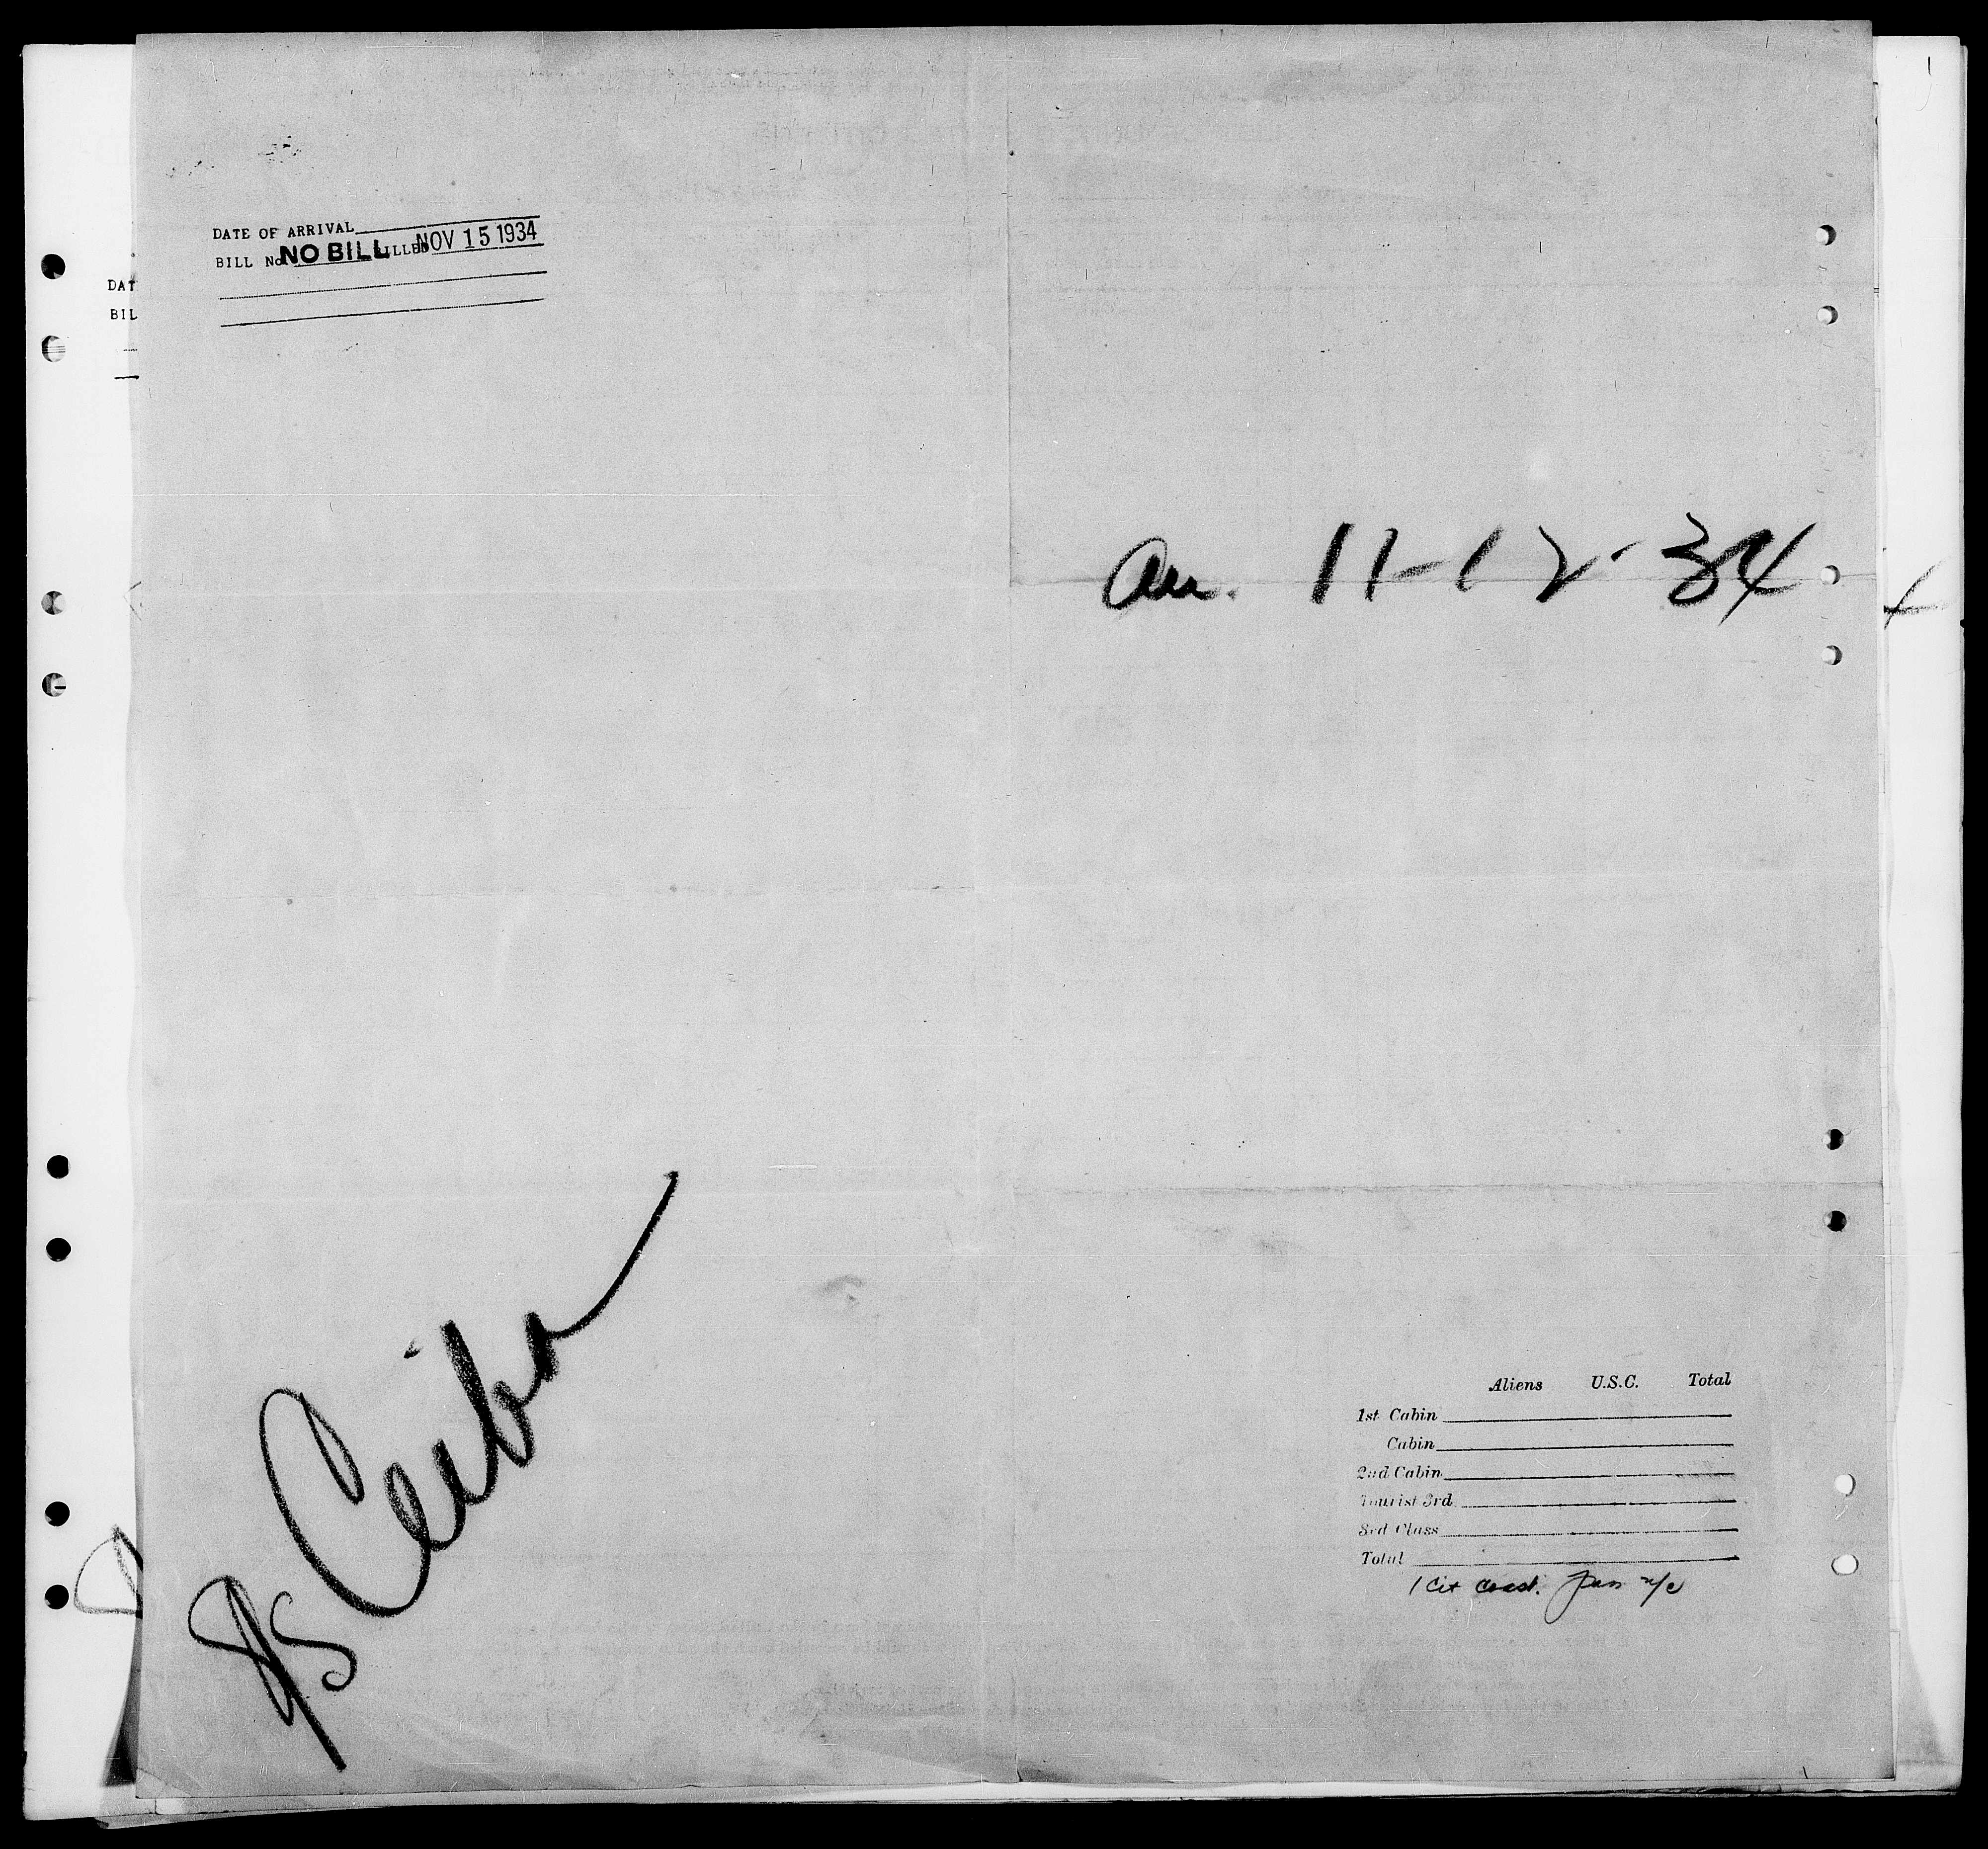 DATE OF ARRIVAL
BILL No. NO BILL BILLED NOV 15 1934
DAT
BIL
Arr. 11-12-34
SS Ceiba
Aliens U.S.C. Total
1st Cabin
Cabin
2nd Cabin
Tourist 3rd
3rd Class
Total
1 Cit coast.